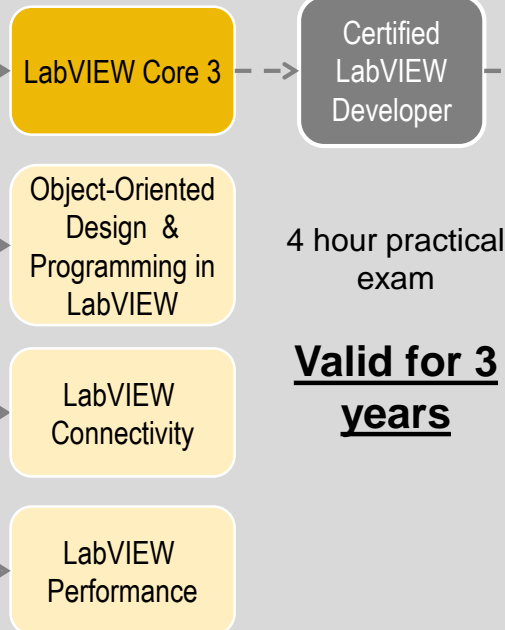 LabVIEW Core 3
Certified
LabVIEW
Developer
Object-Oriented
Design &
Programming in
LabVIEW
4 hour practical
exam
Valid for 3
years
LabVIEW
Connectivity
LabVIEW
Performance